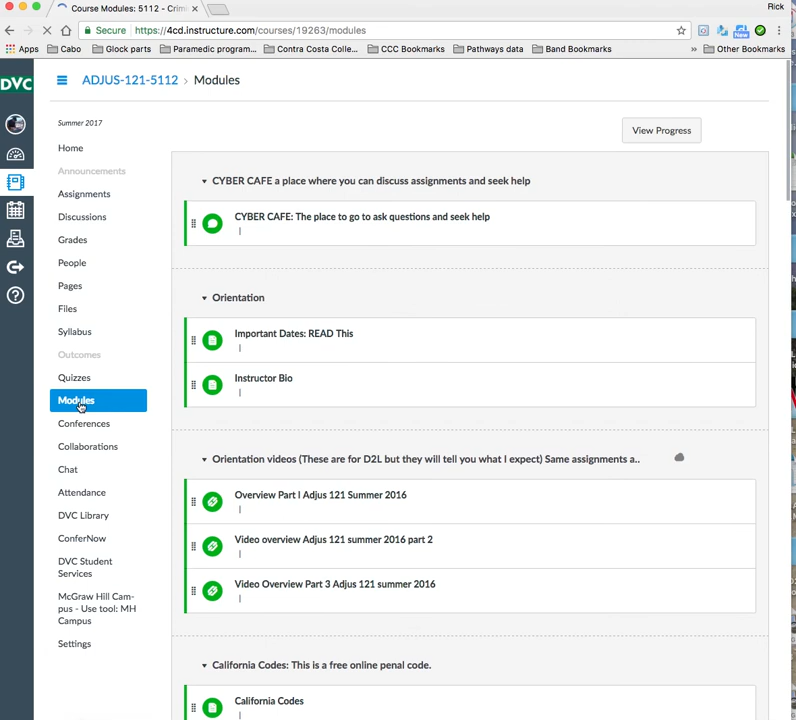 Course Modules: 5112 - Crim
Rick
Secure https://4cd.instructure.com/courses/19263/modules
New
Apps Cabo Glock parts Paramedic program... Contra Costa Colle... CCC Bookmarks Pathways data Band Bookmarks » Other Bookmarks
DVC
ADJUS-121-5112 › Modules
Summer 2017
View Progress
Home
Announcements
Assignments
Discussions
Grades
People
Pages
Files
Syllabus
Outcomes
Quizzes
Modules
Conferences
Collaborations
Chat
Attendance
DVC Library
ConferNow
DVC Student
Services
McGraw Hill Cam-
pus - Use tool: MH
Campus
Settings
CYBER CAFE a place where you can discuss assignments and seek help
CYBER CAFE: The place to go to ask questions and seek help
|
Orientation
Important Dates: READ This
|
Instructor Bio
|
Orientation videos (These are for D2L but they will tell you what I expect) Same assignments a..
Overview Part I Adjus 121 Summer 2016
|
Video overview Adjus 121 summer 2016 part 2
|
Video Overview Part 3 Adjus 121 summer 2016
|
California Codes: This is a free online penal code.
California Codes
|